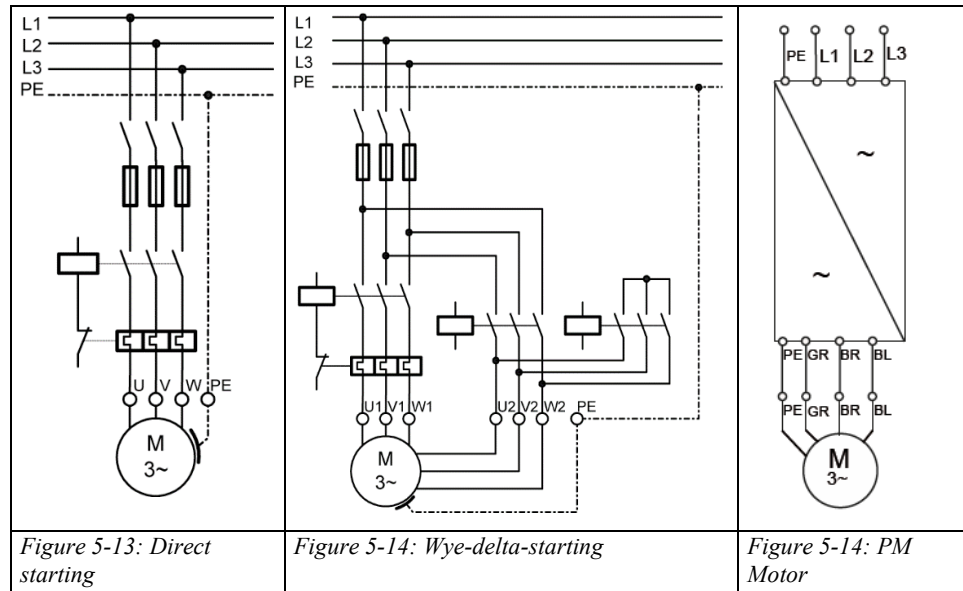 L1
L2
L3
PE
U V W PE
M
3~
Figure 5-13: Direct
starting
L1
L2
L3
PE
U1 V1 W1 U2 V2 W2 PE
M
3~
Figure 5-14: Wye-delta-starting
PE L1 L2 L3
~
~
PE GR BR BL
PE GR BR BL
M
3~
Figure 5-14: PM
Motor